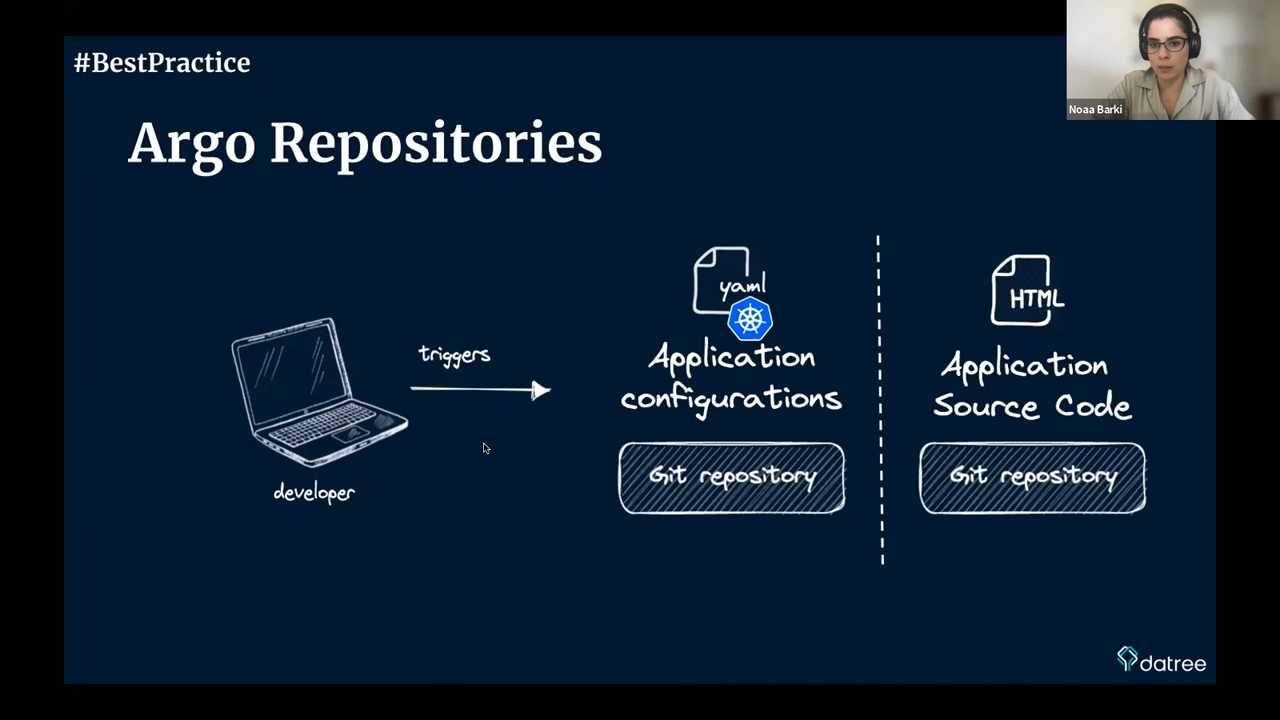 #BestPractice
Noaa Barki
Argo Repositories
yaml
HTML
triggers
Application
configurations
Application
Source Code
Git repository
Git repository
developer
datree